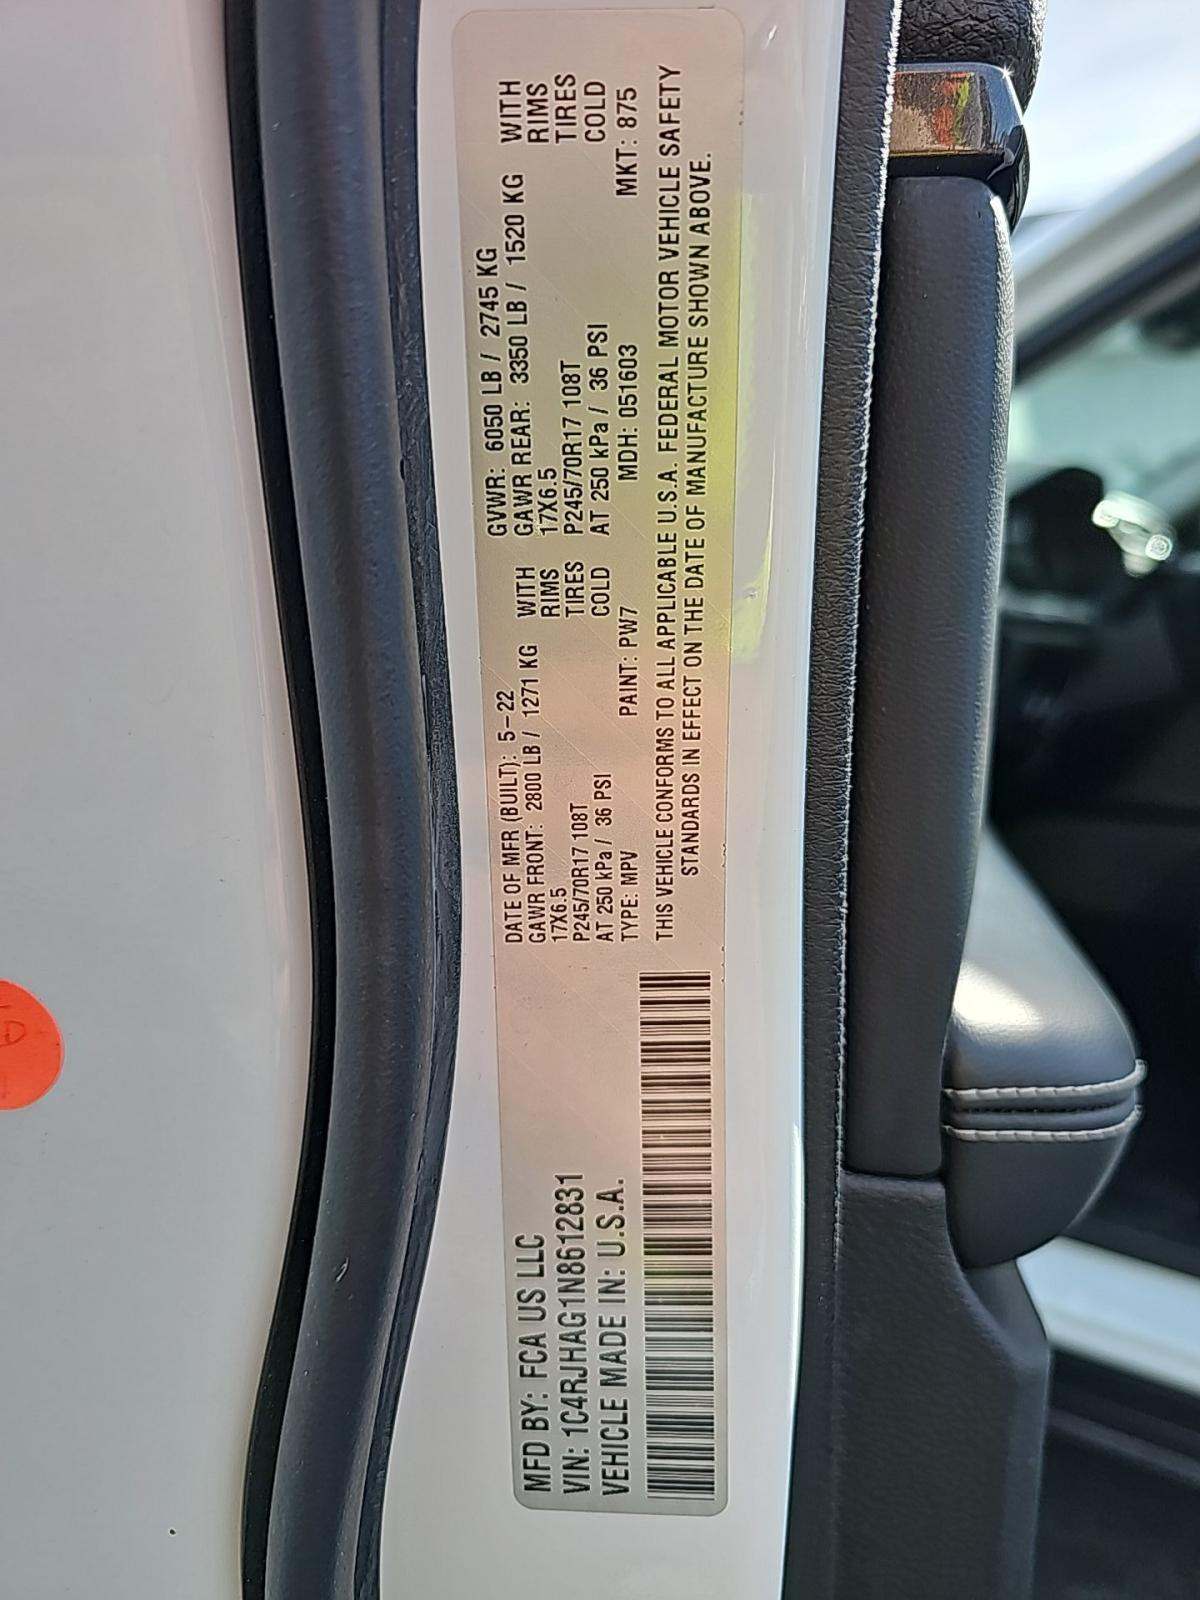 MFD BY: FCA US LLC
VIN: 1C4RJHAG1N8612831
VEHICLE MADE IN: U.S.A.
DATE OF MFR (BUILT): 5-22 GVWR: 6050 LB / 2745 KG
GAWR FRONT: 2800 LB / 1271 KG WITH GAWR REAR: 3350 LB / 1520 KG WITH
17X6.5 RIMS 17X6.5 RIMS
P245/70R17 108T TIRES P245/70R17 108T TIRES
AT 250 kPa / 36 PSI COLD AT 250 kPa / 36 PSI COLD
TYPE: MPV PAINT: PW7 MDH: 051603 MKT: 875
THIS VEHICLE CONFORMS TO ALL APPLICABLE U.S.A. FEDERAL MOTOR VEHICLE SAFETY
STANDARDS IN EFFECT ON THE DATE OF MANUFACTURE SHOWN ABOVE.